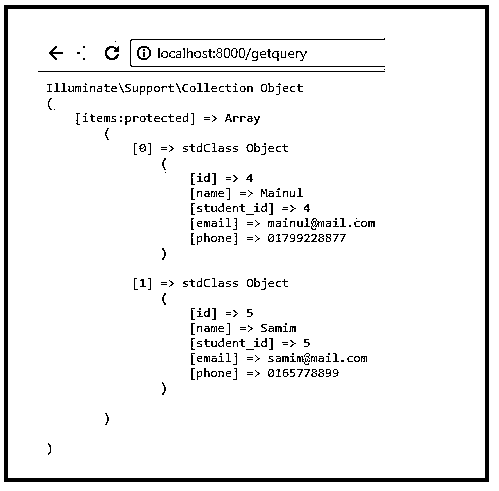 localhost:8000/getquery
Illuminate\Support\Collection Object
(
[items:protected] => Array
(
[0] => stdClass Object
(
[id] => 4
[name] => Mainul
[student_id] => 4
[email] => mainul@mail.com
[phone] => 01799228877
)
[1] => stdClass Object
(
[id] => 5
[name] => Samim
[student_id] => 5
[email] => samim@mail.com
[phone] => 0165778899
)
)
)